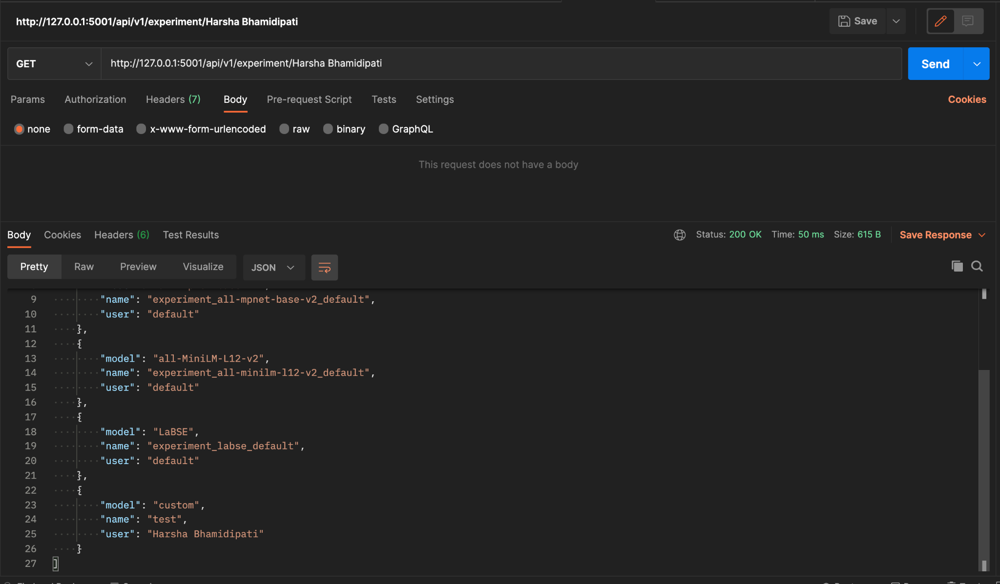 http://127.0.0.1:5001/api/v1/experiment/Harsha Bhamidipati
Save
GET
http://127.0.0.1:5001/api/v1/experiment/Harsha Bhamidipati
Send
Params Authorization Headers (7) Body Pre-request Script Tests Settings Cookies
none form-data x-www-form-urlencoded raw binary GraphQL
This request does not have a body
Body Cookies Headers (6) Test Results Status: 200 OK Time: 50 ms Size: 615 B Save Response
Pretty Raw Preview Visualize JSON
9 "name": "experiment_all-mpnet-base-v2_default",
10 "user": "default"
11 },
12 {
13 "model": "all-MiniLM-L12-v2",
14 "name": "experiment_all-minilm-l12-v2_default",
15 "user": "default"
16 },
17 {
18 "model": "LaBSE",
19 "name": "experiment_labse_default",
20 "user": "default"
21 },
22 {
23 "model": "custom",
24 "name": "test",
25 "user": "Harsha Bhamidipati"
26 }
27 ]